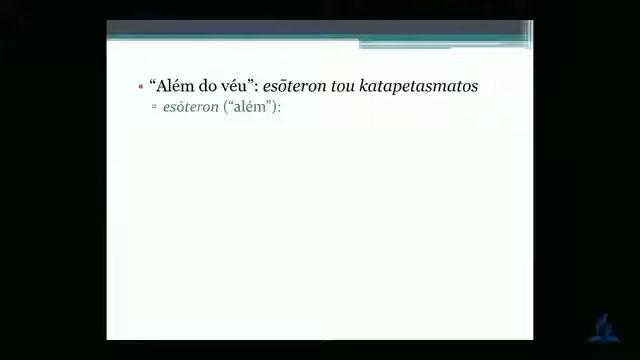 “Além do véu”: esōteron tou katapetasmatos
esōteron (“além”):